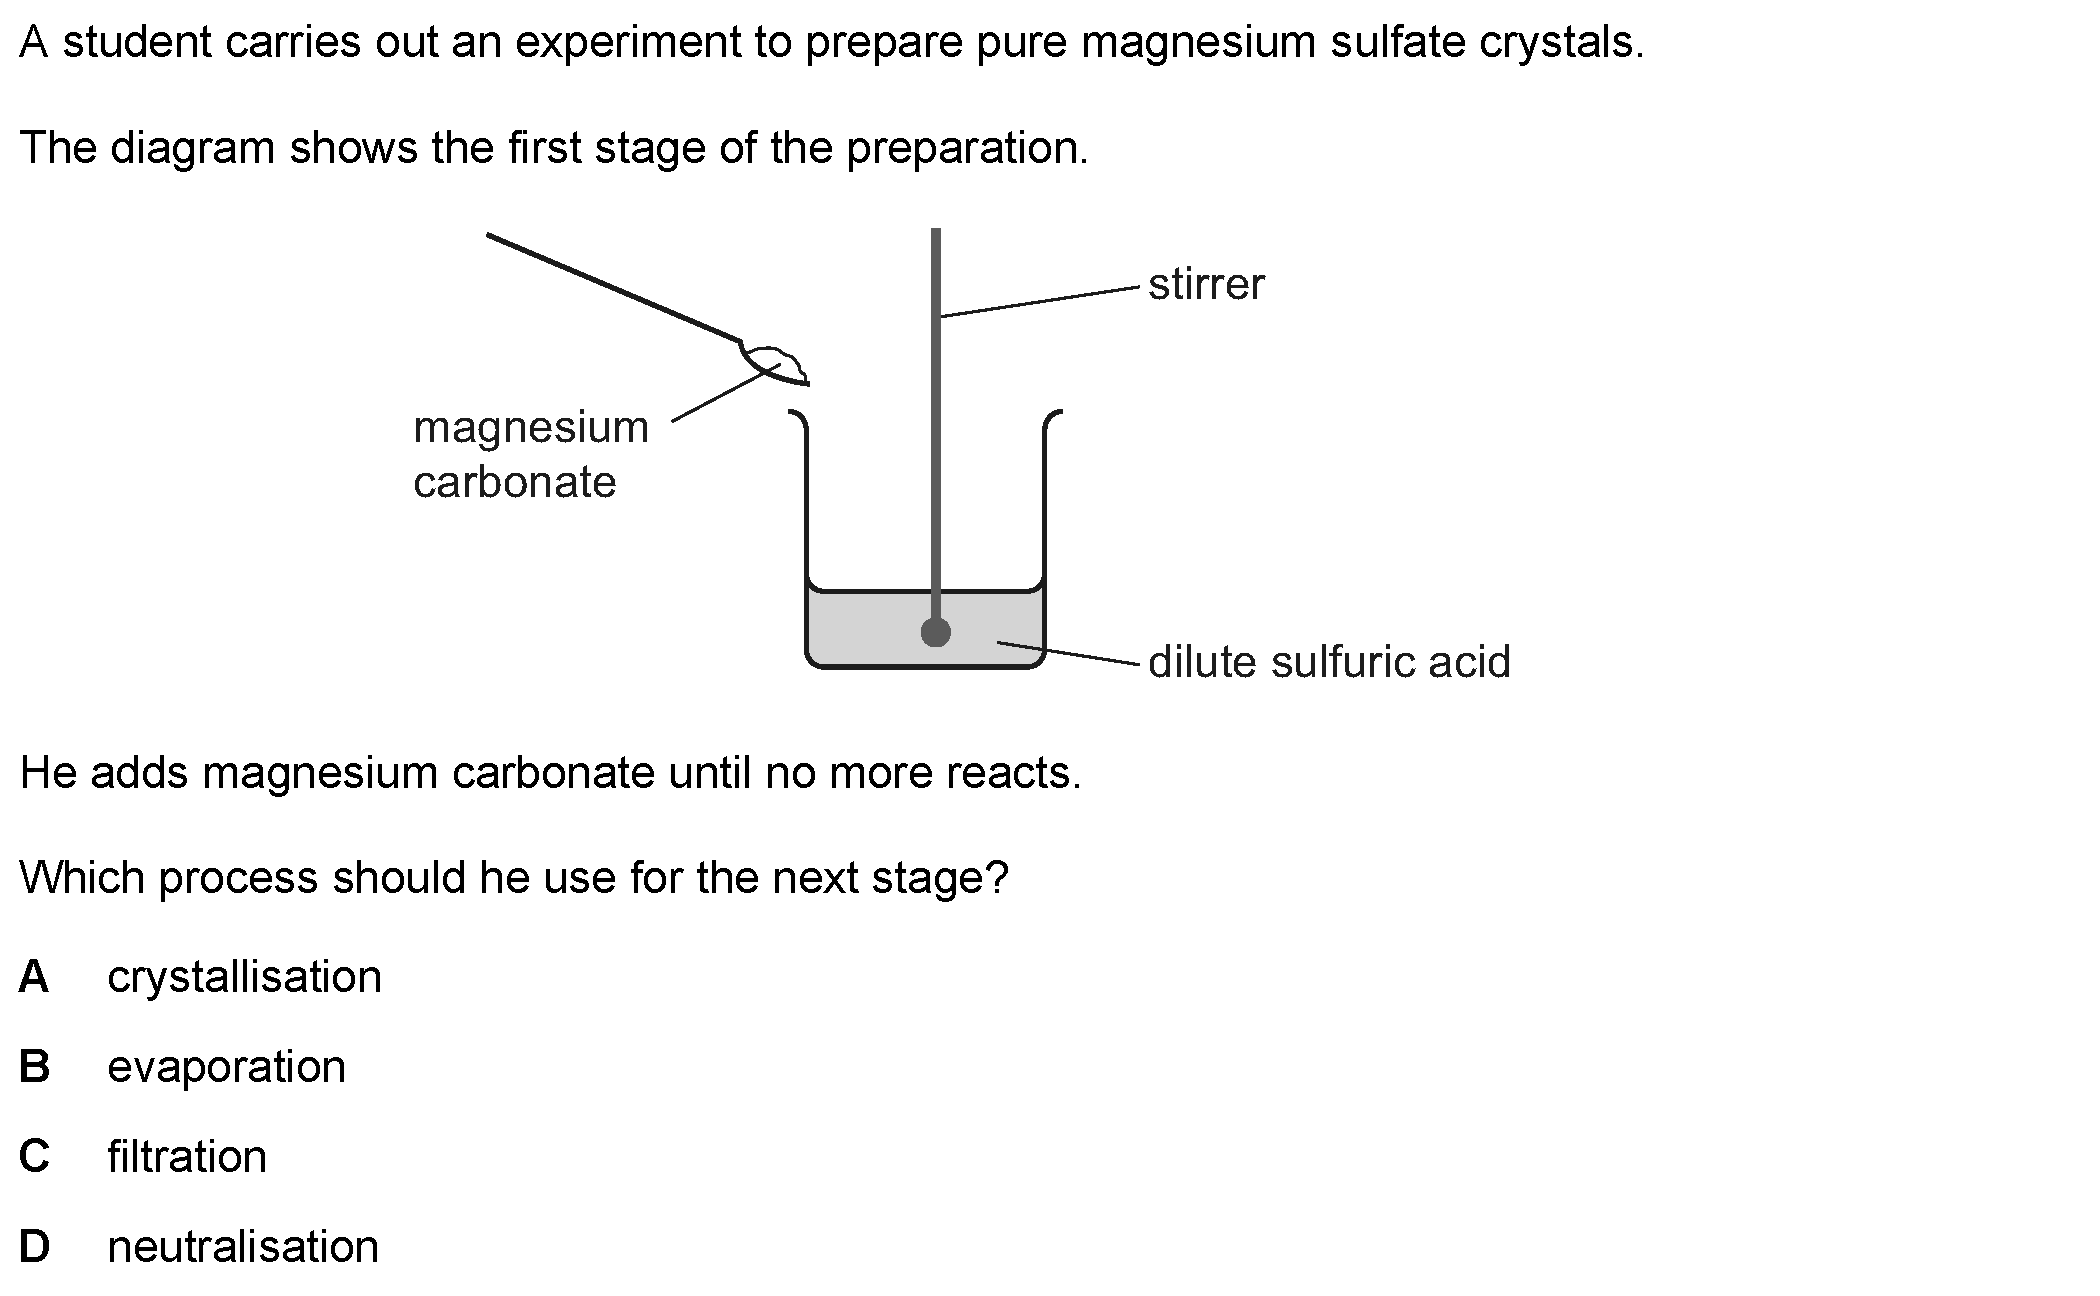 A student carries out an experiment to prepare pure magnesium sulfate crystals.
The diagram shows the first stage of the preparation.
stirrer
magnesium
carbonate
dilute sulfuric acid
He adds magnesium carbonate until no more reacts.
Which process should he use for the next stage?
A crystallisation
B evaporation
C filtration
D neutralisation